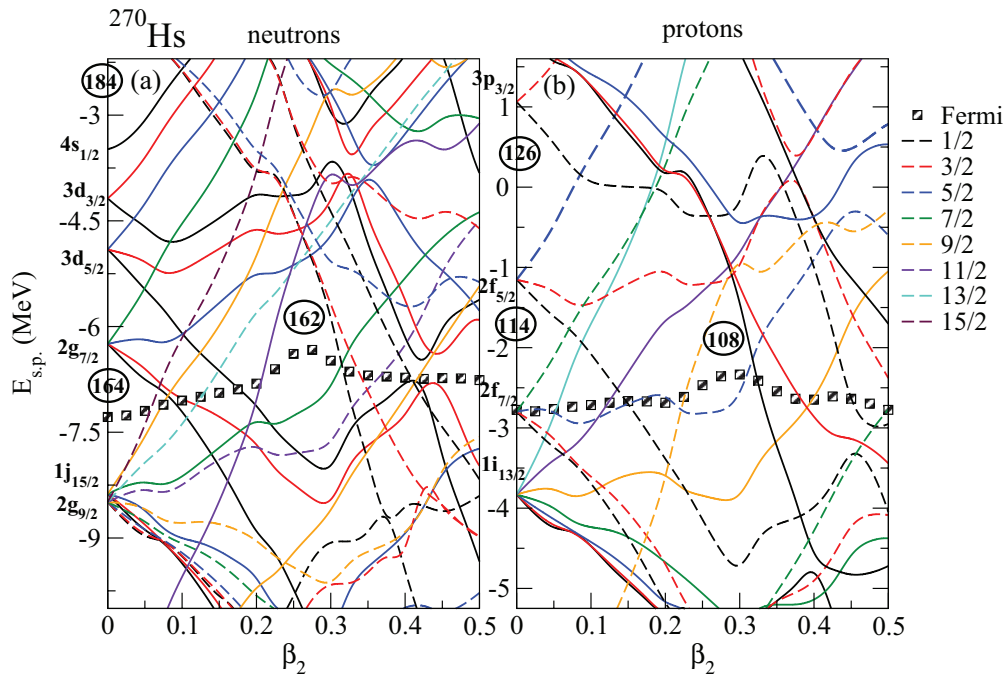 ²⁷⁰Hs
neutrons
protons
184
(a)
-3
4s1/2
3d3/2
-4.5
3d5/2
-6
2g7/2
162
164
-7.5
1j15/2
2g9/2
-9
Es.p. (MeV)
0
0.1
0.2
0.3
0.4
0.5
β2
3p3/2
(b)
1
126
0
-1
2f5/2
114
-2
108
2f7/2
-3
1i13/2
-4
-5
0
0.1
0.2
0.3
0.4
0.5
β2
Fermi
1/2
3/2
5/2
7/2
9/2
11/2
13/2
15/2